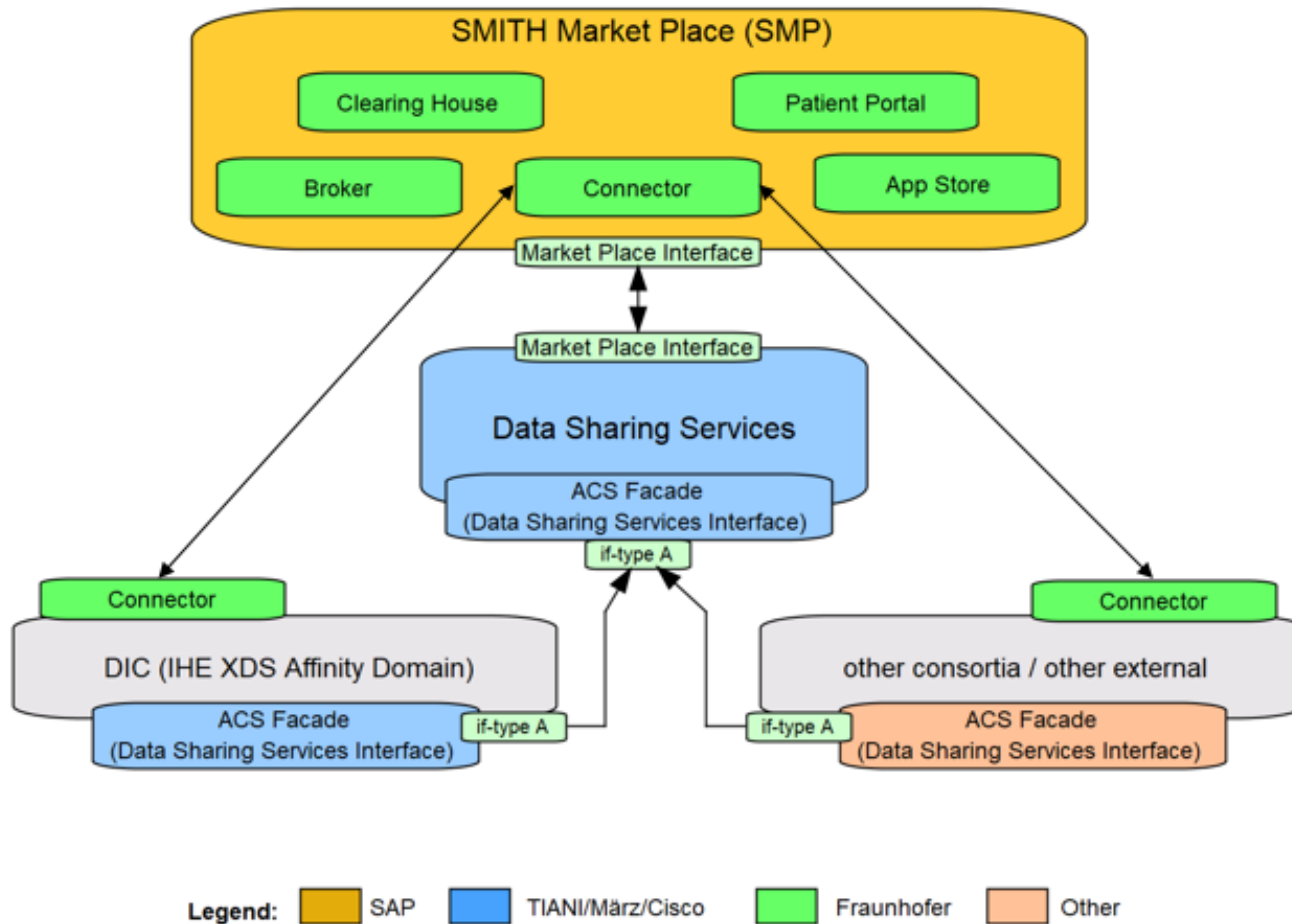 SMITH Market Place (SMP)
Clearing House
Patient Portal
Broker
Connector
App Store
Market Place Interface
Market Place Interface
Data Sharing Services
ACS Facade
(Data Sharing Services Interface)
if-type A
Connector
Connector
DIC (IHE XDS Affinity Domain)
other consortia / other external
ACS Facade
(Data Sharing Services Interface)
if-type A
if-type A
ACS Facade
(Data Sharing Services Interface)
Legend: SAP TIANI/März/Cisco Fraunhofer Other